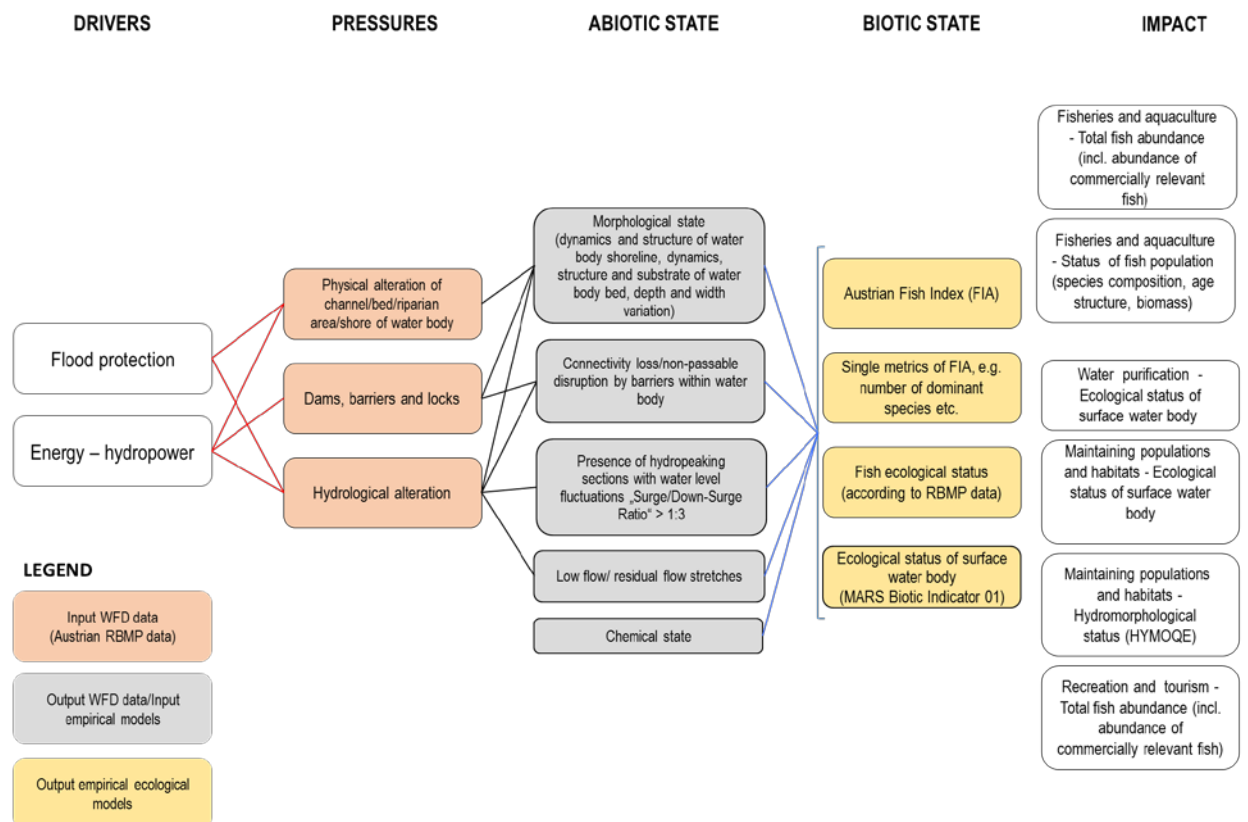 DRIVERS
PRESSURES
ABIOTIC STATE
BIOTIC STATE
IMPACT
Flood protection
Energy – hydropower
Physical alteration of
channel/bed/riparian
area/shore of water body
Dams, barriers and locks
Hydrological alteration
Morphological state
(dynamics and structure of water
body shoreline, dynamics,
structure and substrate of water
body bed, depth and width
variation)
Connectivity loss/non-passable
disruption by barriers within water
body
Presence of hydropeaking
sections with water level
fluctuations „Surge/Down-Surge
Ratio“ > 1:3
Low flow/ residual flow stretches
Chemical state
Austrian Fish Index (FIA)
Single metrics of FIA, e.g.
number of dominant
species etc.
Fish ecological status
(according to RBMP data)
Ecological status of surface
water body
(MARS Biotic Indicator 01)
Fisheries and aquaculture
- Total fish abundance
(incl. abundance of
commercially relevant
fish)
Fisheries and aquaculture
- Status of fish population
(species composition, age
structure, biomass)
Water purification -
Ecological status of
surface water body
Maintaining populations
and habitats - Ecological
status of surface water
body
Maintaining populations
and habitats -
Hydromorphological
status (HYMOQE)
Recreation and tourism -
Total fish abundance (incl.
abundance of
commercially relevant fish)
LEGEND
Input WFD data
(Austrian RBMP data)
Output WFD data/Input
empirical models
Output empirical ecological
models